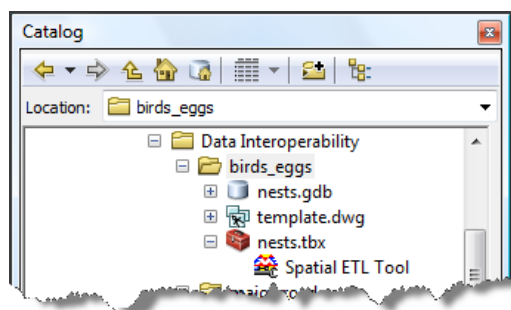 Catalog
Location: birds_eggs
Data Interoperability
birds_eggs
nests.gdb
template.dwg
nests.tbx
Spatial ETL Tool